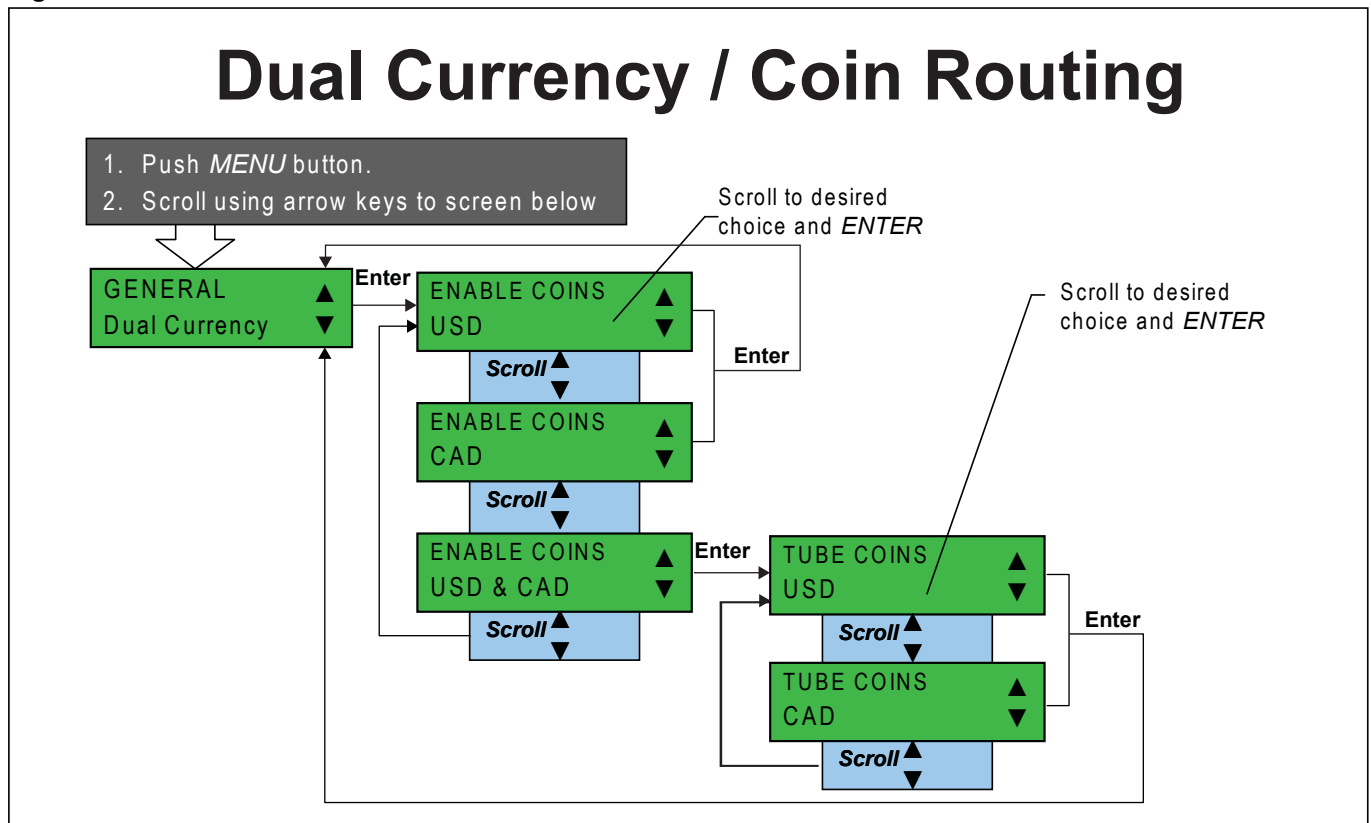 Dual Currency / Coin Routing
1. Push MENU button.
2. Scroll using arrow keys to screen below
Scroll to desired
choice and ENTER
GENERAL
Dual Currency
Enter
ENABLE COINS
USD
Scroll
Enter
ENABLE COINS
CAD
Scroll
ENABLE COINS
USD & CAD
Scroll
Enter
Scroll to desired
choice and ENTER
TUBE COINS
USD
Scroll
Enter
TUBE COINS
CAD
Scroll